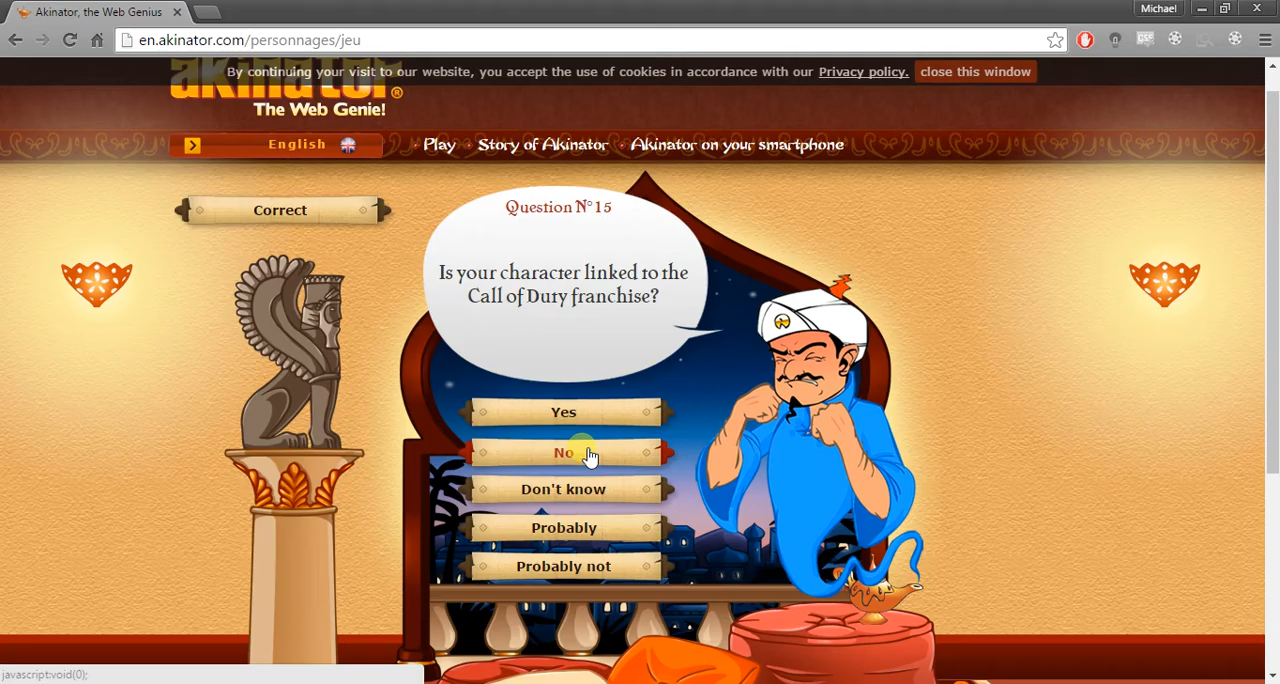 Akinator, the Web Genius
Michael
en.akinator.com/personnages/jeu
By continuing your visit to our website, you accept the use of cookies in accordance with our Privacy policy. close this window
akinator®
The Web Genie!
English
Play · Story of Akinator · Akinator on your smartphone
Correct
Question N°15
Is your character linked to the
Call of Duty franchise?
Yes
No
Don't know
Probably
Probably not
javascript:void(0);